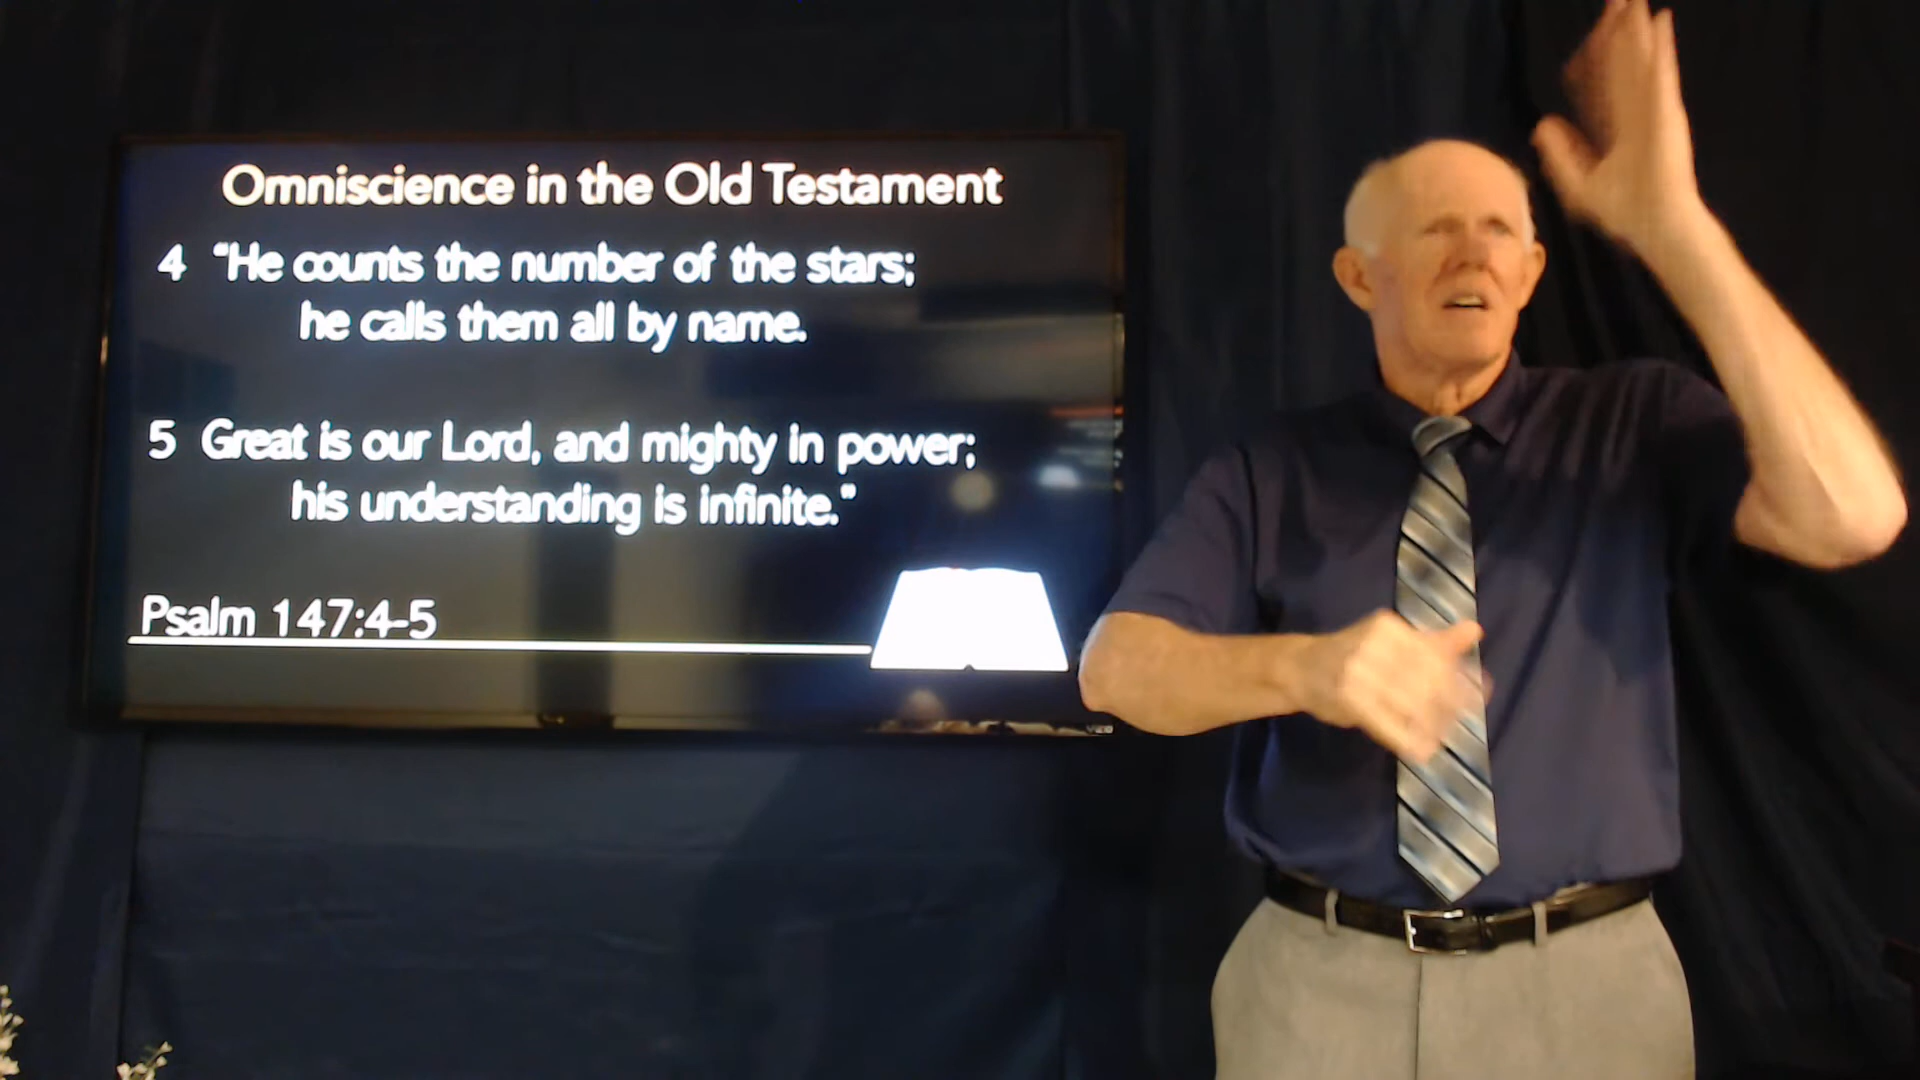 Omniscience in the Old Testament
4 “He counts the number of the stars;
he calls them all by name.
5 Great is our Lord, and mighty in power;
his understanding is infinite.”
Psalm 147:4-5